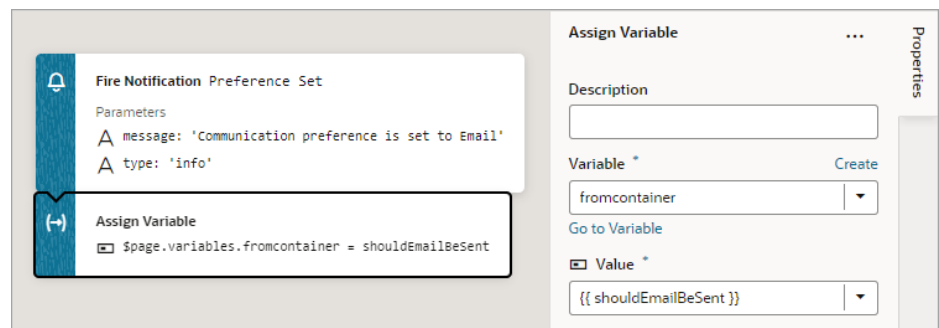 Fire Notification Preference Set
Parameters
A message: 'Communication preference is set to Email'
A type: 'info'
Assign Variable
$page.variables.fromcontainer = shouldEmailBeSent
Assign Variable
...
Description
Variable *
Create
fromcontainer
Go to Variable
Value *
{{ shouldEmailBeSent }}
Properties